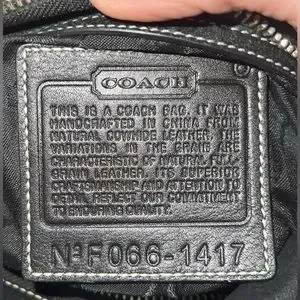 COACH
THIS IS A COACH BAG. IT WAS
HANDCRAFTED IN CHINA FROM
NATURAL COWHIDE LEATHER. THE
VARIATIONS IN THE GRAIN ARE
CHARACTERISTIC OF NATURAL FULL-
GRAIN LEATHER. ITS SUPERIOR
CRAFTSMANSHIP AND ATTENTION TO
DETAIL REFLECT OUR COMMITMENT
TO ENDURING QUALITY.
Nº F066-1417